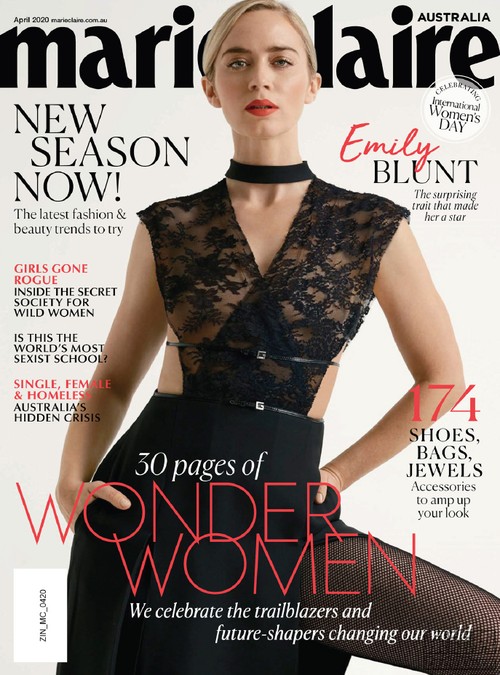 April 2020 marieclaire.com.au
AUSTRALIA
marie claire
CELEBRATING
International
Women's
DAY
NEW
SEASON
NOW!
The latest fashion &
beauty trends to try
Emily
BLUNT
The surprising
trait that made
her a star
GIRLS GONE
ROGUE
INSIDE THE SECRET
SOCIETY FOR
WILD WOMEN
IS THIS THE
WORLD'S MOST
SEXIST SCHOOL?
SINGLE, FEMALE
& HOMELESS
AUSTRALIA'S
HIDDEN CRISIS
174
SHOES,
BAGS,
JEWELS
Accessories
to amp up
your look
30 pages of
WONDER
WOMEN
We celebrate the trailblazers and
future-shapers changing our world
ZIN_MC_0420